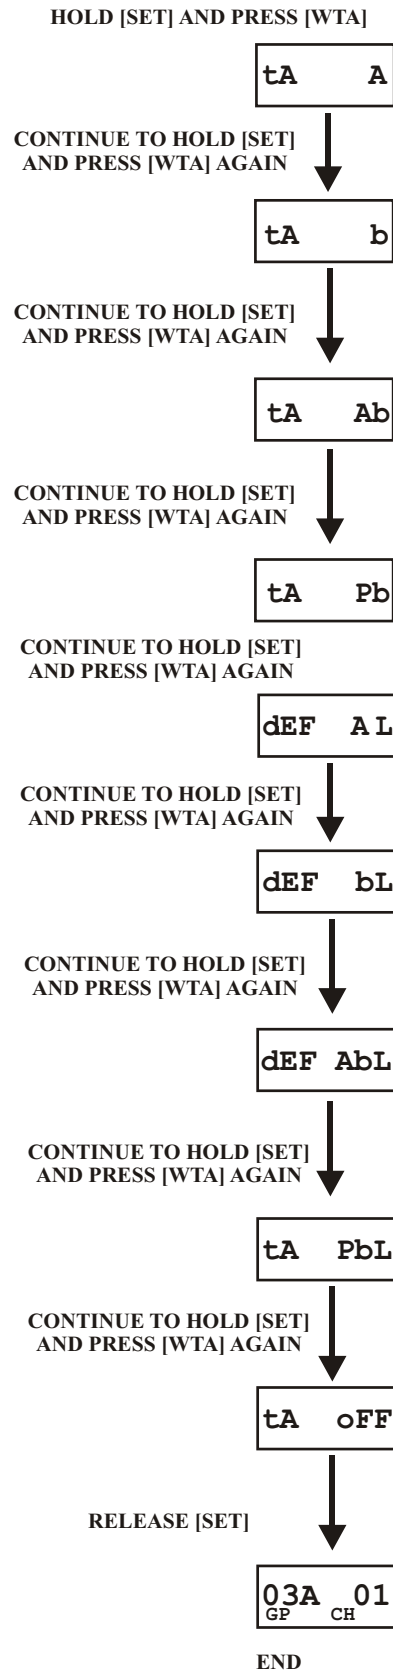 HOLD [SET] AND PRESS [WTA]
tA A
CONTINUE TO HOLD [SET]
AND PRESS [WTA] AGAIN
tA b
CONTINUE TO HOLD [SET]
AND PRESS [WTA] AGAIN
tA Ab
CONTINUE TO HOLD [SET]
AND PRESS [WTA] AGAIN
tA Pb
CONTINUE TO HOLD [SET]
AND PRESS [WTA] AGAIN
dEF AL
CONTINUE TO HOLD [SET]
AND PRESS [WTA] AGAIN
dEF bL
CONTINUE TO HOLD [SET]
AND PRESS [WTA] AGAIN
dEF AbL
CONTINUE TO HOLD [SET]
AND PRESS [WTA] AGAIN
tA PbL
CONTINUE TO HOLD [SET]
AND PRESS [WTA] AGAIN
tA oFF
RELEASE [SET]
03A 01
GP CH
END